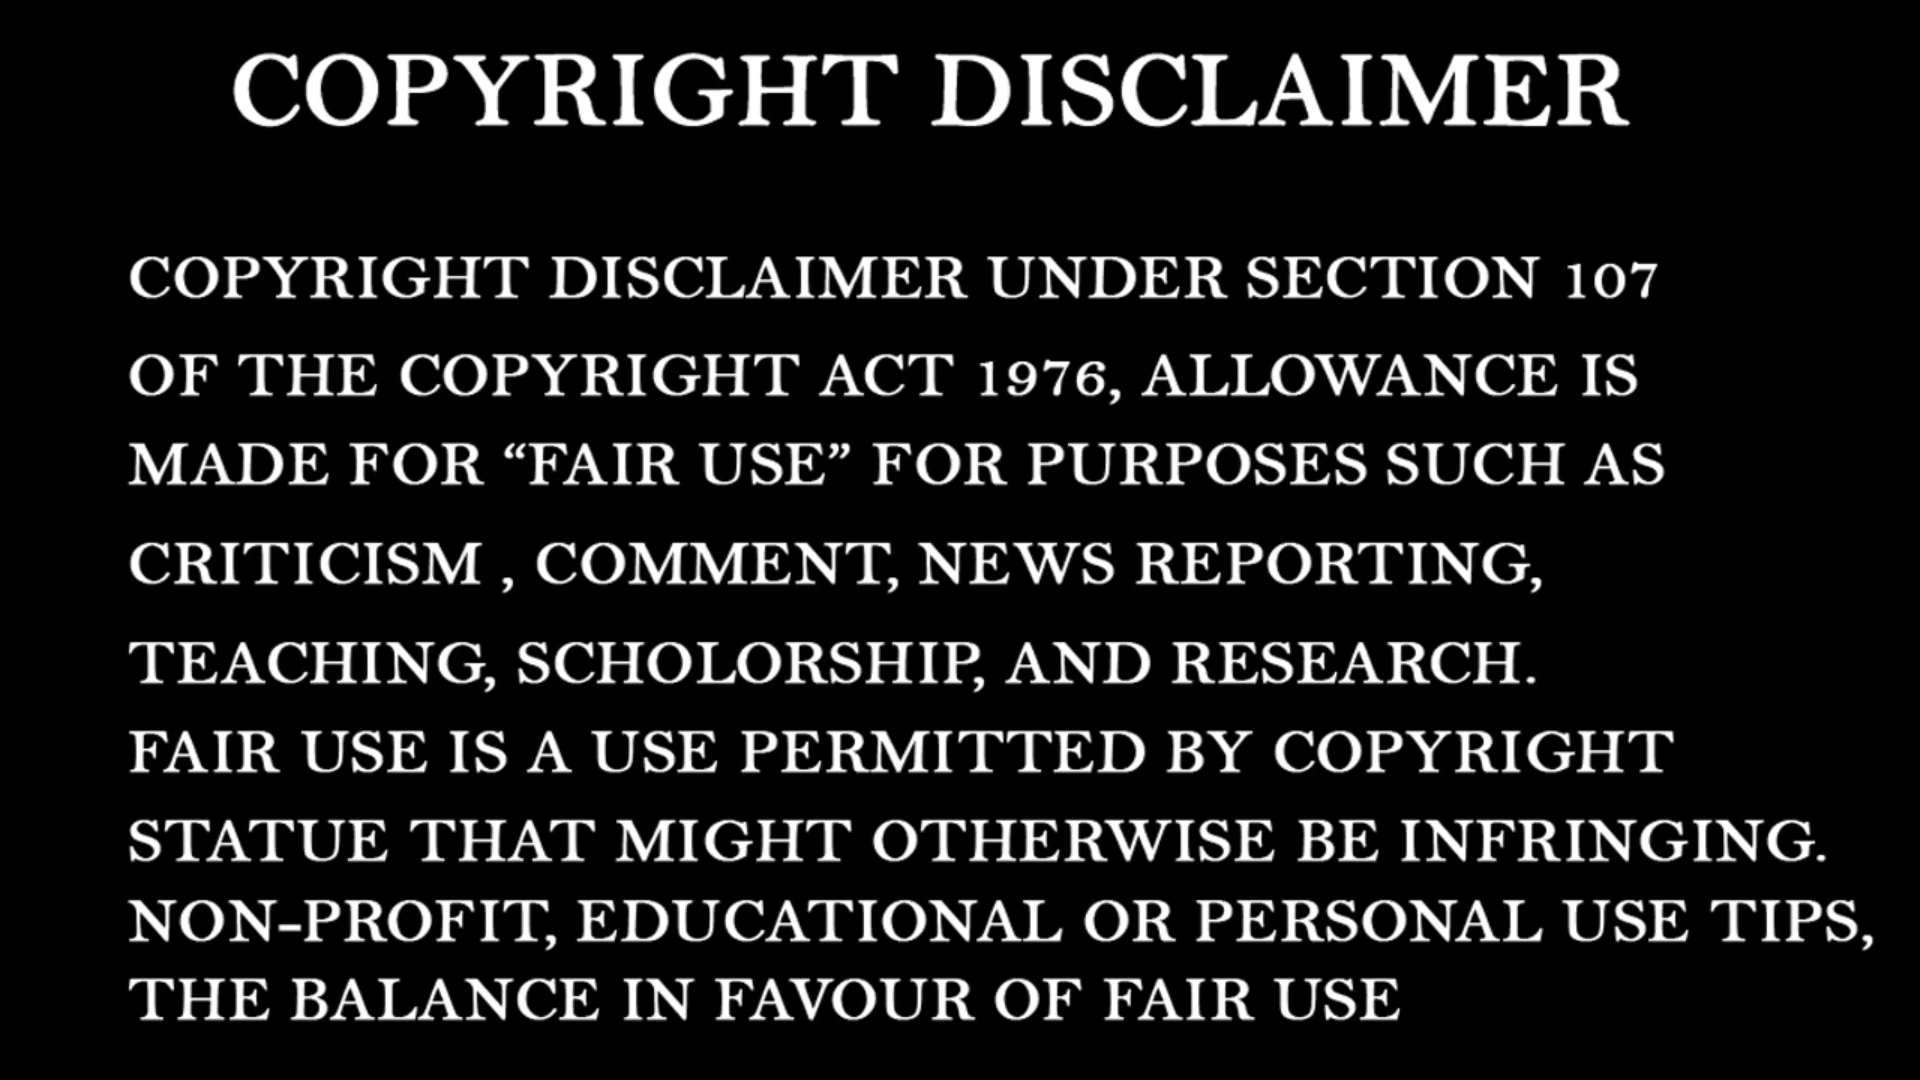 COPYRIGHT DISCLAIMER
COPYRIGHT DISCLAIMER UNDER SECTION 107
OF THE COPYRIGHT ACT 1976, ALLOWANCE IS
MADE FOR “FAIR USE” FOR PURPOSES SUCH AS
CRITICISM , COMMENT, NEWS REPORTING,
TEACHING, SCHOLORSHIP, AND RESEARCH.
FAIR USE IS A USE PERMITTED BY COPYRIGHT
STATUE THAT MIGHT OTHERWISE BE INFRINGING.
NON-PROFIT, EDUCATIONAL OR PERSONAL USE TIPS,
THE BALANCE IN FAVOUR OF FAIR USE